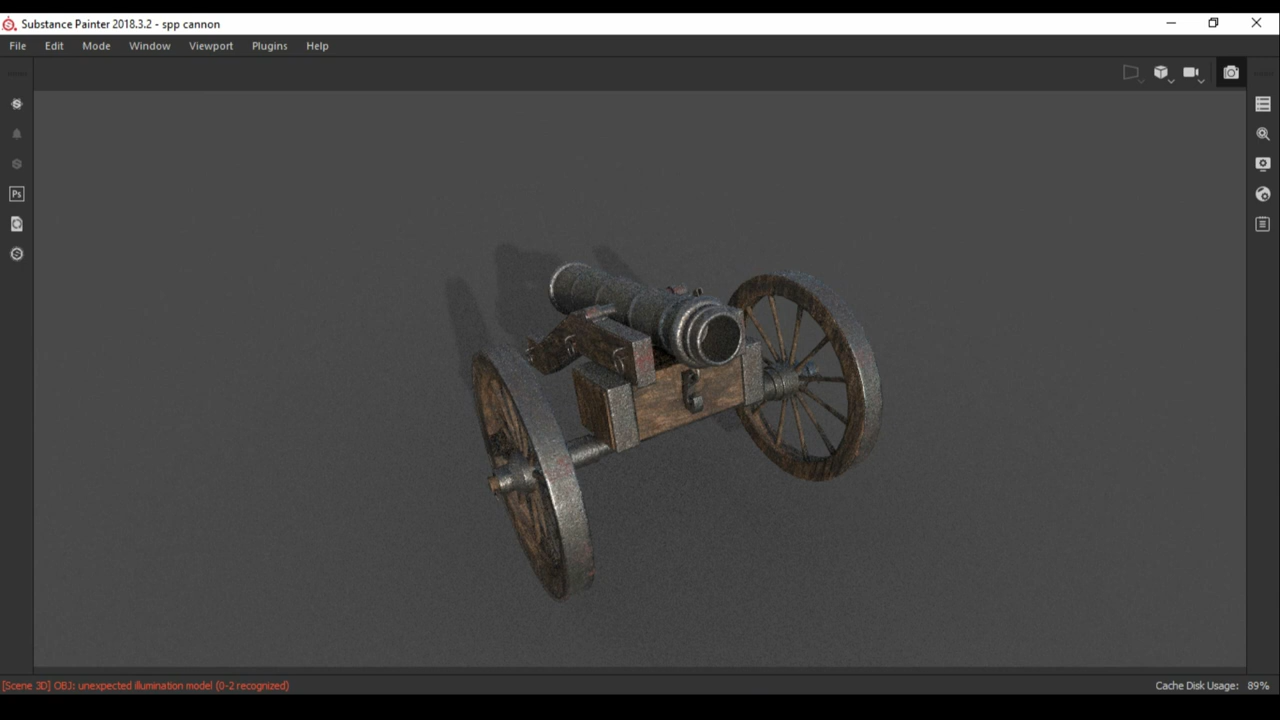 Substance Painter 2018.3.2 - spp cannon
File Edit Mode Window Viewport Plugins Help
Ps
[Scene 3D] OBJ: unexpected illumination model (0-2 recognized)
Cache Disk Usage: 89%